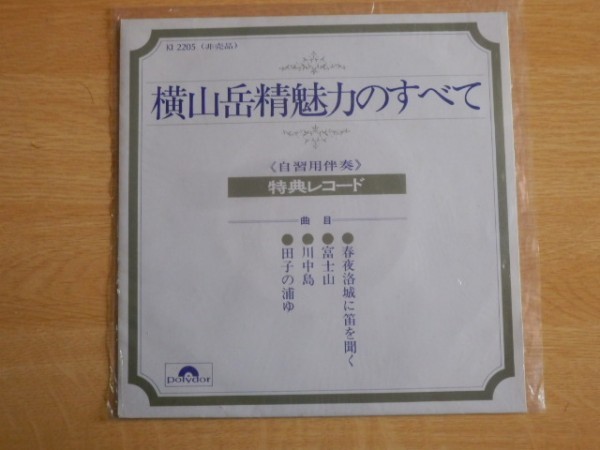 KI 2205 (非売品)
横山岳精魅力のすべて
《自習用伴奏》
特典レコード
曲目
●春夜洛城に笛を聞く
●富士山
●川中島
●田子の浦ゆ
polydor